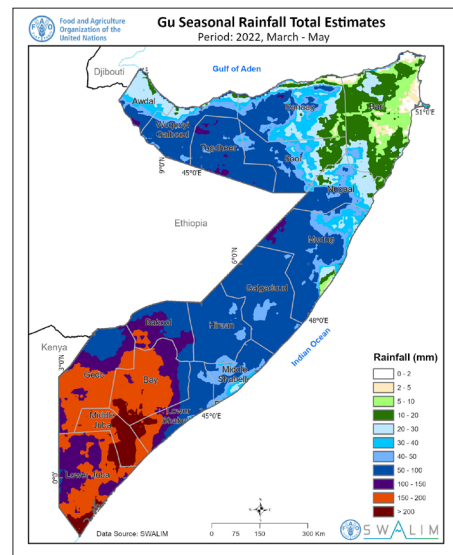 Food and Agriculture
Organization of the
United Nations
Gu Seasonal Rainfall Total Estimates
Period: 2022, March - May
Djibouti
Gulf of Aden
Awdal
Woqooyi
Galbeed
Togdheer
Sanaag
Bari
Sool
Nugaal
51°0'E
9°0'N
45°0'E
Ethiopia
Mudug
6°0'N
Galgaduud
48°0'E
Indian Ocean
Hiraan
Bakool
Kenya
3°0'N
Gedo
Bay
Middle
Shabelle
Lower
45°0'E
Middle
Juba
Lower Juba
0°0'
Rainfall (mm)
0 - 2
2 - 5
5 - 10
10 - 20
20 - 30
30 - 40
40 - 50
50 - 100
100 - 150
150 - 200
> 200
Data Source: SWALIM
0
75
150
300 Km
SWALIM